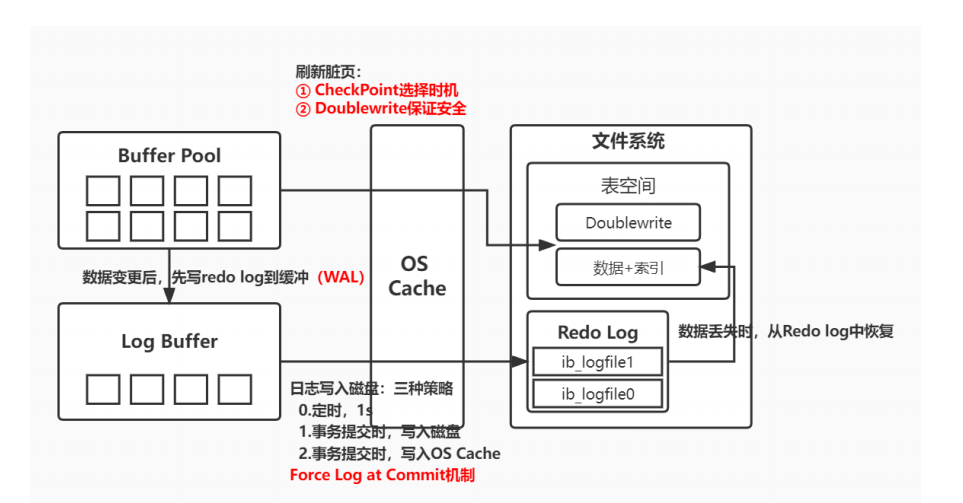 刷新脏页：
① CheckPoint选择时机
② Doublewrite保证安全
Buffer Pool
数据变更后，先写redo log到缓冲（WAL）
Log Buffer
OS
Cache
文件系统
表空间
Doublewrite
数据+索引
Redo Log
ib_logfile1
ib_logfile0
数据丢失时，从Redo log中恢复
日志写入磁盘：三种策略
0.定时，1s
1.事务提交时，写入磁盘
2.事务提交时，写入OS Cache
Force Log at Commit机制